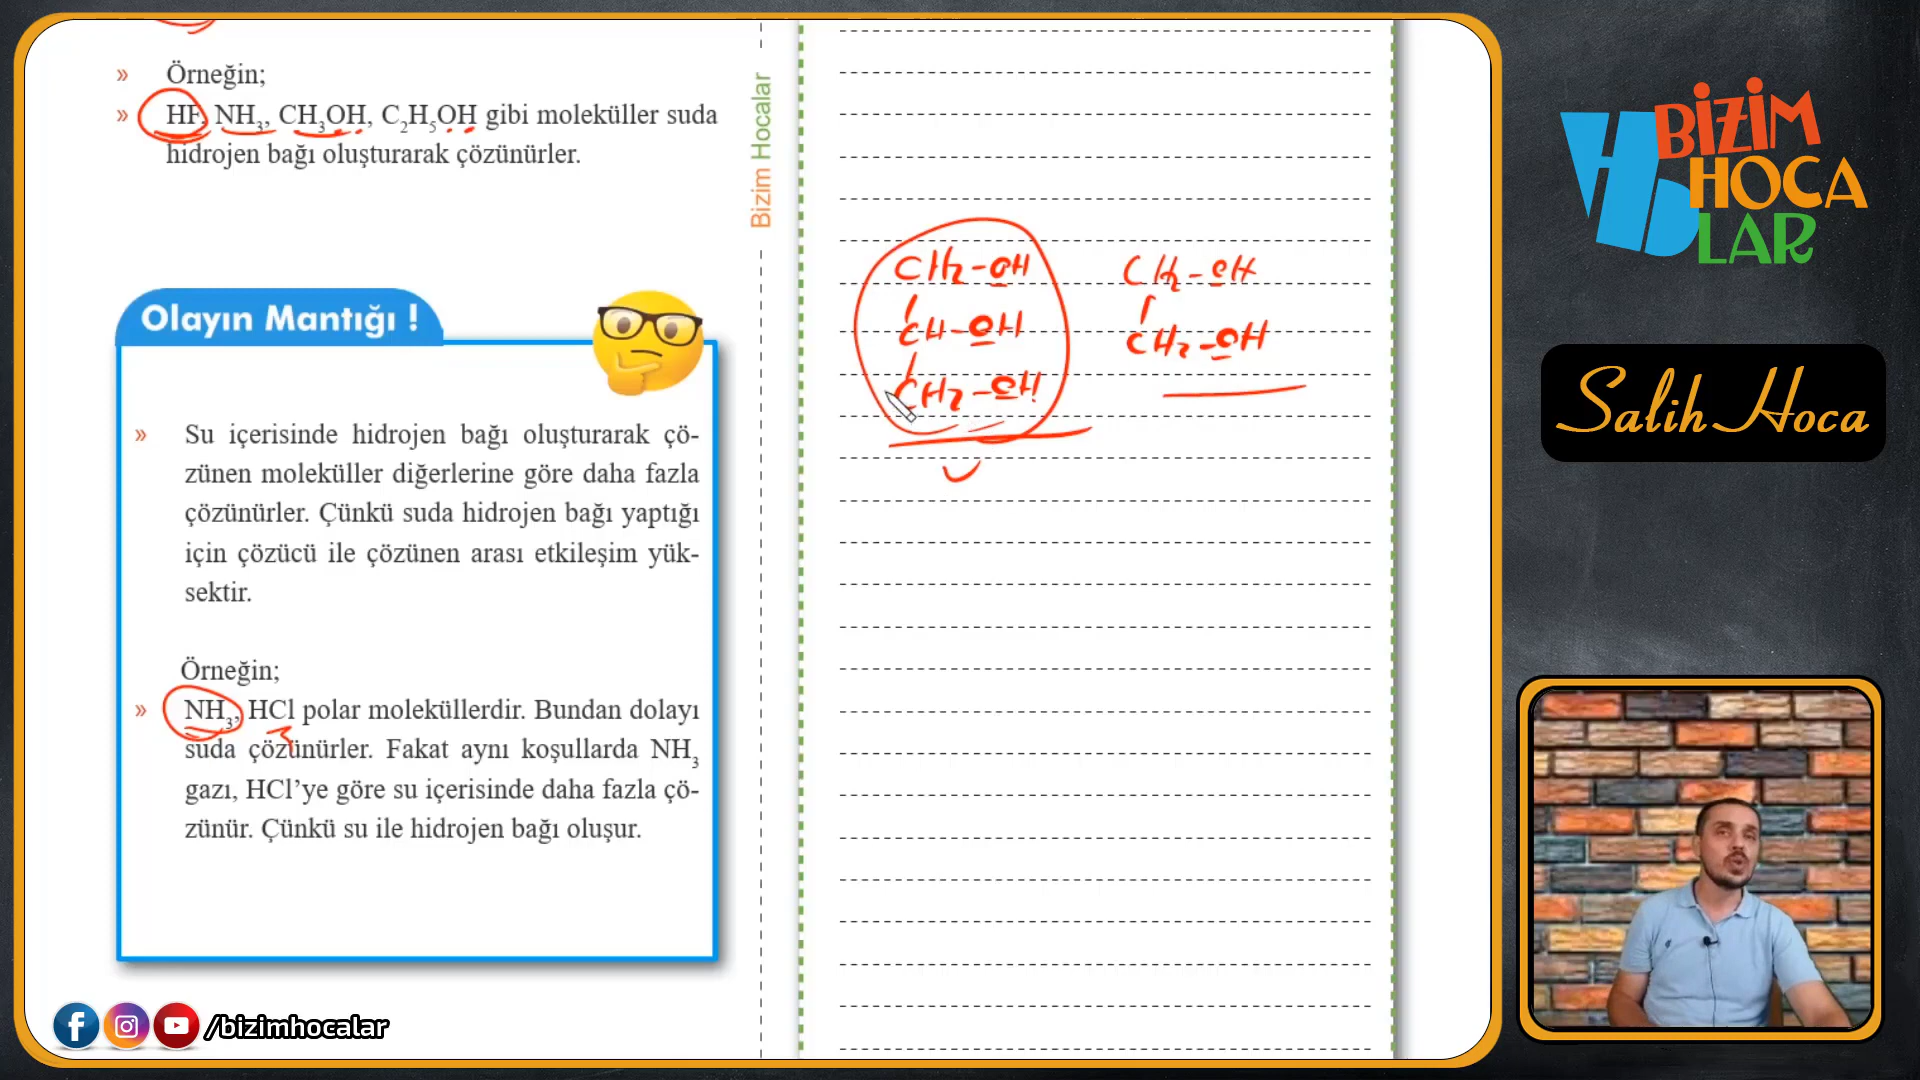 » Örneğin;
» HF, NH₃, CH₃OH, C₂H₅OH gibi moleküller suda
hidrojen bağı oluşturarak çözünürler.
Olayın Mantığı !
» Su içerisinde hidrojen bağı oluşturarak çö-
zünen moleküller diğerlerine göre daha fazla
çözünürler. Çünkü suda hidrojen bağı yaptığı
için çözücü ile çözünen arası etkileşim yük-
sektir.
Örneğin;
» NH₃, HCl polar moleküllerdir. Bundan dolayı
suda çözünürler. Fakat aynı koşullarda NH₃
gazı, HCl’ye göre su içerisinde daha fazla çö-
zünür. Çünkü su ile hidrojen bağı oluşur.
/bizimhocalar
Bizim Hocalar
CH₂-OH
CH-OH
CH₂-OH
CH₂-OH
CH₂-OH
BİZİM
HOCA
LAR
Salih Hoca